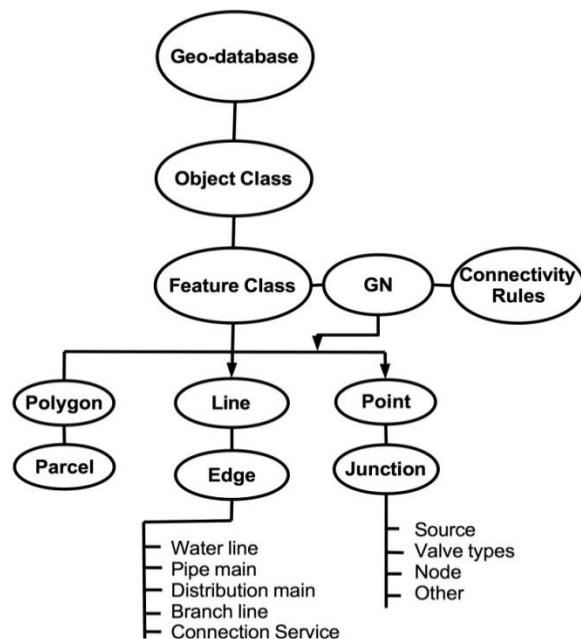 Geo-database
Object Class
Feature Class
GN
Connectivity
Rules
Polygon
Line
Point
Parcel
Edge
Junction
Water line
Pipe main
Distribution main
Branch line
Connection Service
Source
Valve types
Node
Other